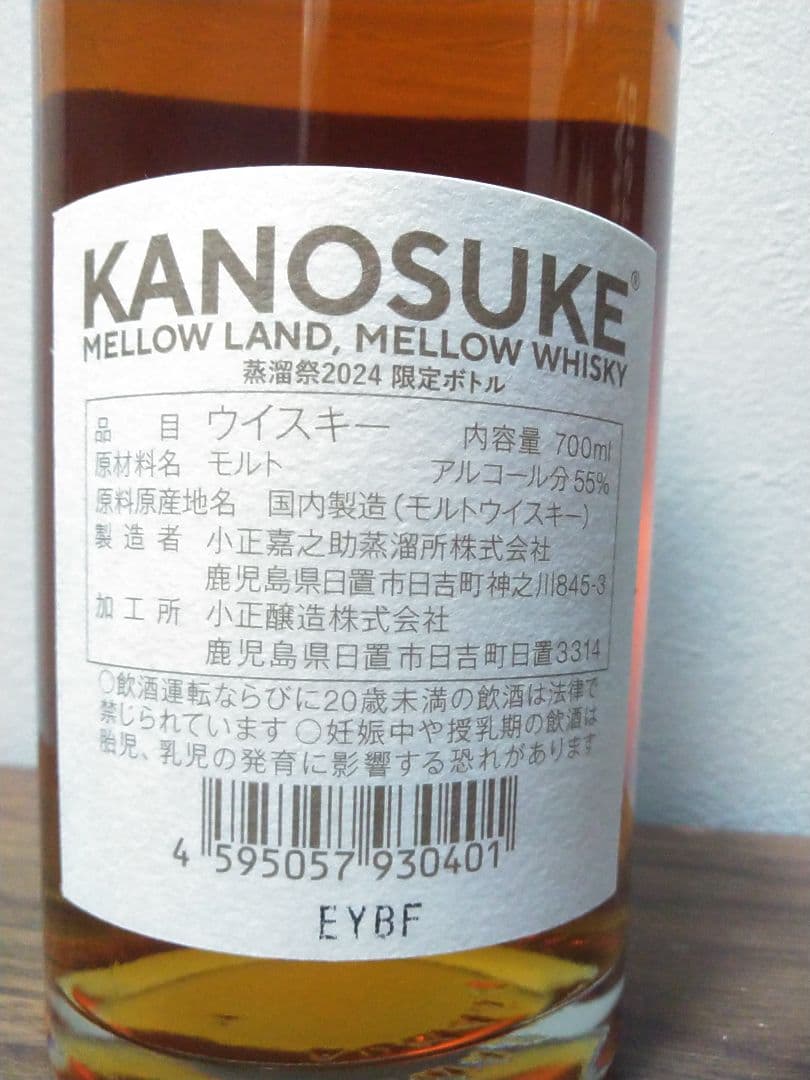 KANOSUKE®
MELLOW LAND, MELLOW WHISKY
蒸溜祭2024 限定ボトル
品目 ウイスキー 内容量 700ml
原材料名 モルト アルコール分55%
原料原産地名 国内製造(モルトウイスキー)
製造者 小正嘉之助蒸溜所株式会社
鹿児島県日置市日吉町神之川845-3
加工所 小正醸造株式会社
鹿児島県日置市日吉町日置3314
○飲酒運転ならびに20歳未満の飲酒は法律で
禁じられています ○妊娠中や授乳期の飲酒は
胎児、乳児の発育に影響する恐れがあります
4 595057 930401
EYBF